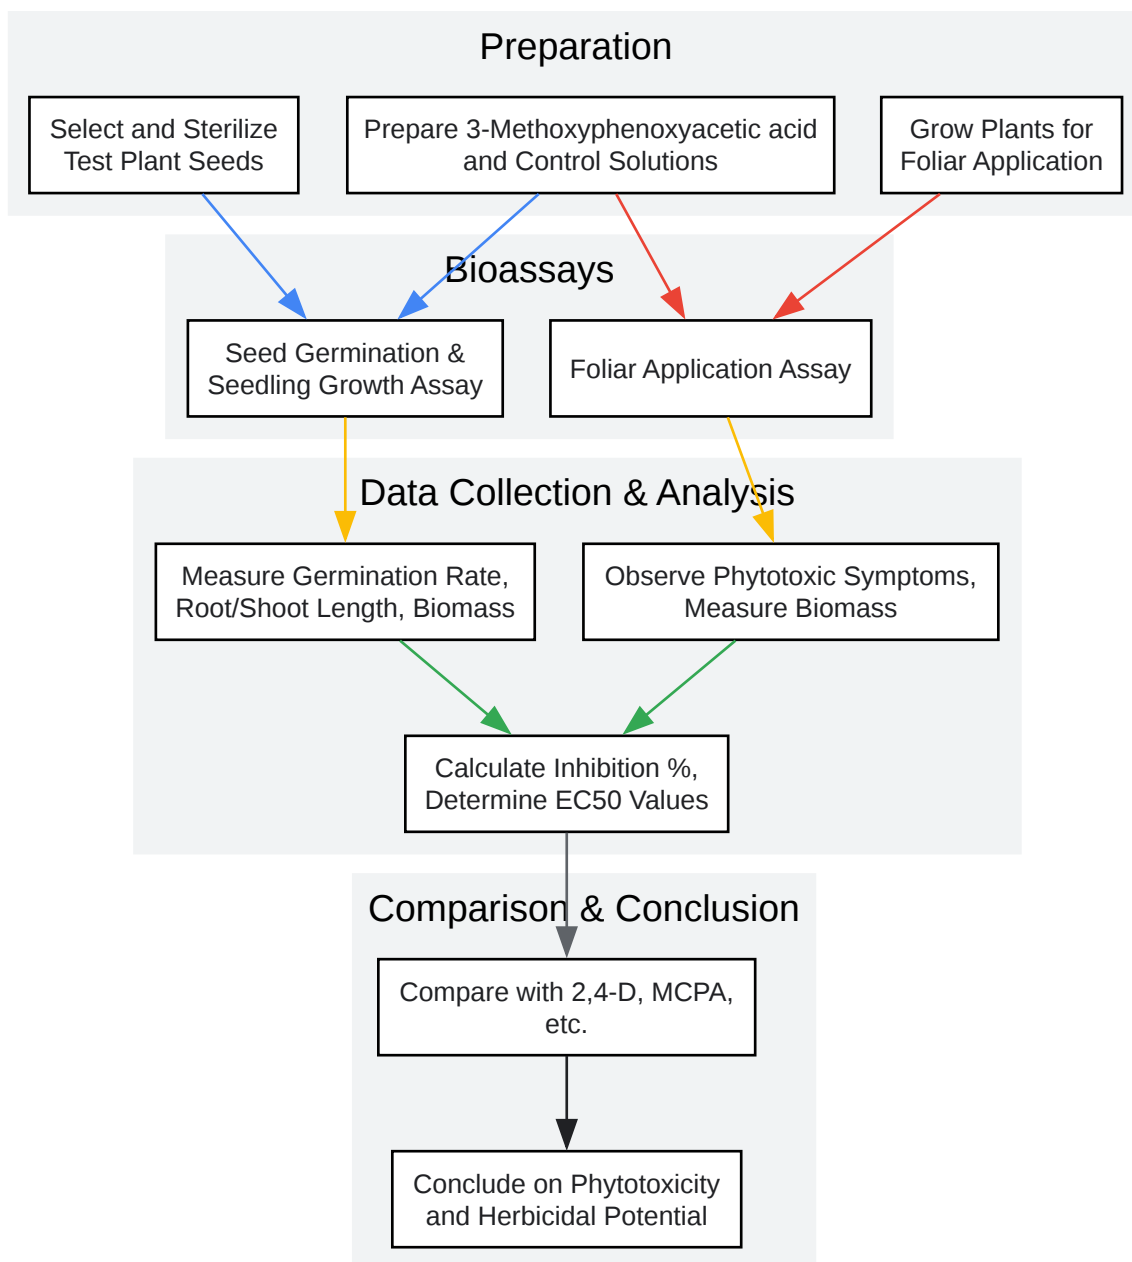 Preparation
Select and Sterilize
Test Plant Seeds
Prepare 3-Methoxyphenoxyacetic acid
and Control Solutions
Grow Plants for
Foliar Application
Bioassays
Seed Germination &
Seedling Growth Assay
Foliar Application Assay
Data Collection & Analysis
Measure Germination Rate,
Root/Shoot Length, Biomass
Observe Phytotoxic Symptoms,
Measure Biomass
Calculate Inhibition %,
Determine EC50 Values
Comparison & Conclusion
Compare with 2,4-D, MCPA,
etc.
Conclude on Phytotoxicity
and Herbicidal Potential